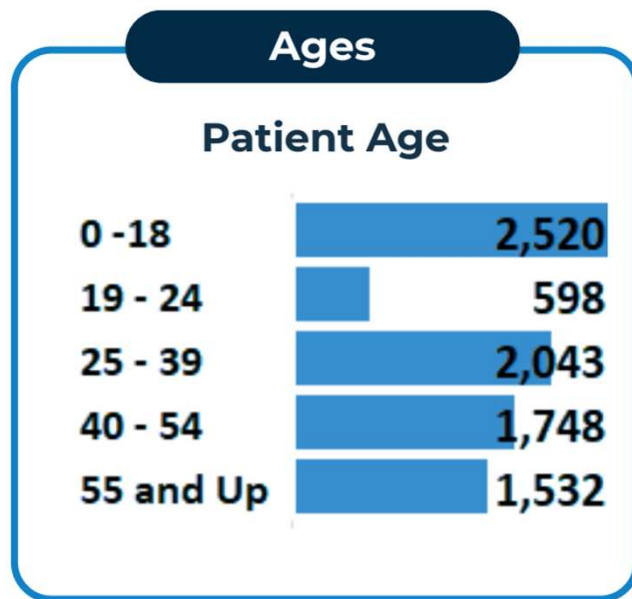 Ages
Patient Age
0 -18 2,520
19 - 24 598
25 - 39 2,043
40 - 54 1,748
55 and Up 1,532